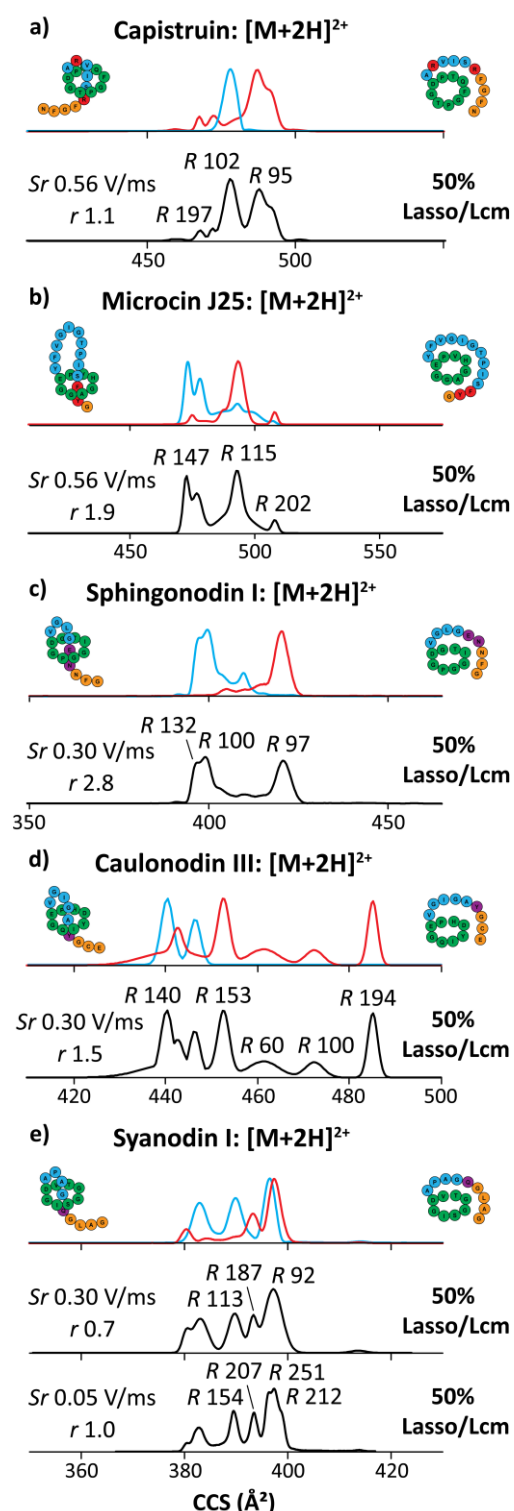 a) Capistruin: [M+2H]²⁺
Sr 0.56 V/ms
r 1.1
R 197
R 102
R 95
50%
Lasso/Lcm
450
500
b) Microcin J25: [M+2H]²⁺
Sr 0.56 V/ms
r 1.9
R 147
R 115
R 202
50%
Lasso/Lcm
450
500
550
c) Sphingonodin I: [M+2H]²⁺
Sr 0.30 V/ms
r 2.8
R 132
R 100
R 97
50%
Lasso/Lcm
350
400
450
d) Caulonodin III: [M+2H]²⁺
Sr 0.30 V/ms
r 1.5
R 140
R 153
R 60
R 100
R 194
50%
Lasso/Lcm
420
440
460
480
500
e) Syanodin I: [M+2H]²⁺
Sr 0.30 V/ms
r 0.7
R 113
R 187
R 92
50%
Lasso/Lcm
Sr 0.05 V/ms
r 1.0
R 154
R 207
R 251
R 212
50%
Lasso/Lcm
360
380
400
420
CCS (Å²)